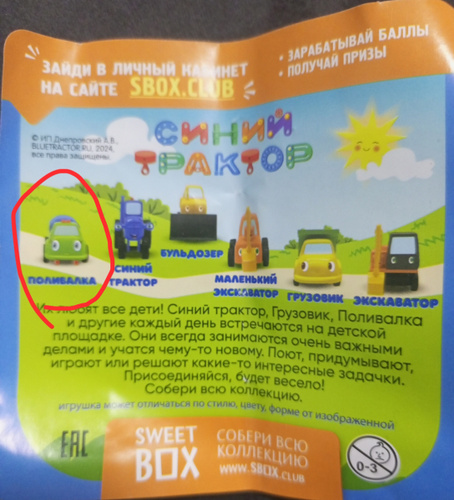 ЗАЙДИ В ЛИЧНЫЙ КАБИНЕТ
НА САЙТЕ SBOX.CLUB
• ЗАРАБАТЫВАЙ БАЛЛЫ
• ПОЛУЧАЙ ПРИЗЫ
© ИП Днепровский А.В.,
BLUETRACTOR.RU, 2024,
все права защищены
СИНИЙ
ТРАКТОР
ПОЛИВАЛКА
СИНИЙ
ТРАКТОР
БУЛЬДОЗЕР
МАЛЕНЬКИЙ
ЭКСКАВАТОР
ГРУЗОВИК
ЭКСКАВАТОР
Их любят все дети! Синий трактор, Грузовик, Поливалка
и другие каждый день встречаются на детской
площадке. Они всегда занимаются очень важными
делами и учатся чему-то новому. Поют, придумывают,
играют или решают какие-то интересные задачки.
Присоединяйся, будет весело!
Собери всю коллекцию.
игрушка может отличаться по стилю, цвету, форме от изображенной
EAC
SWEET
BOX
СОБЕРИ ВСЮ
КОЛЛЕКЦИЮ
www.SBOX.CLUB
0-3